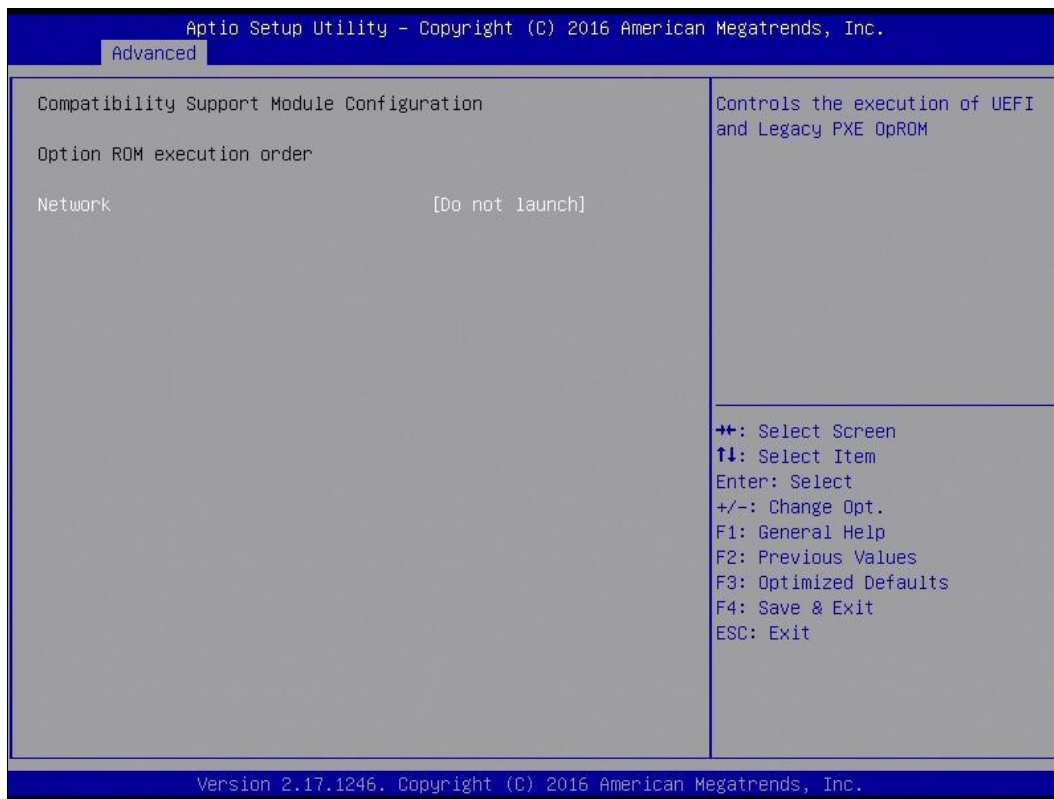 Aptio Setup Utility – Copyright (C) 2016 American Megatrends, Inc.
Advanced
Compatibility Support Module Configuration
Option ROM execution order
Network [Do not launch]
Controls the execution of UEFI
and Legacy PXE OpROM
→←: Select Screen
↑↓: Select Item
Enter: Select
+/-: Change Opt.
F1: General Help
F2: Previous Values
F3: Optimized Defaults
F4: Save & Exit
ESC: Exit
Version 2.17.1246. Copyright (C) 2016 American Megatrends, Inc.